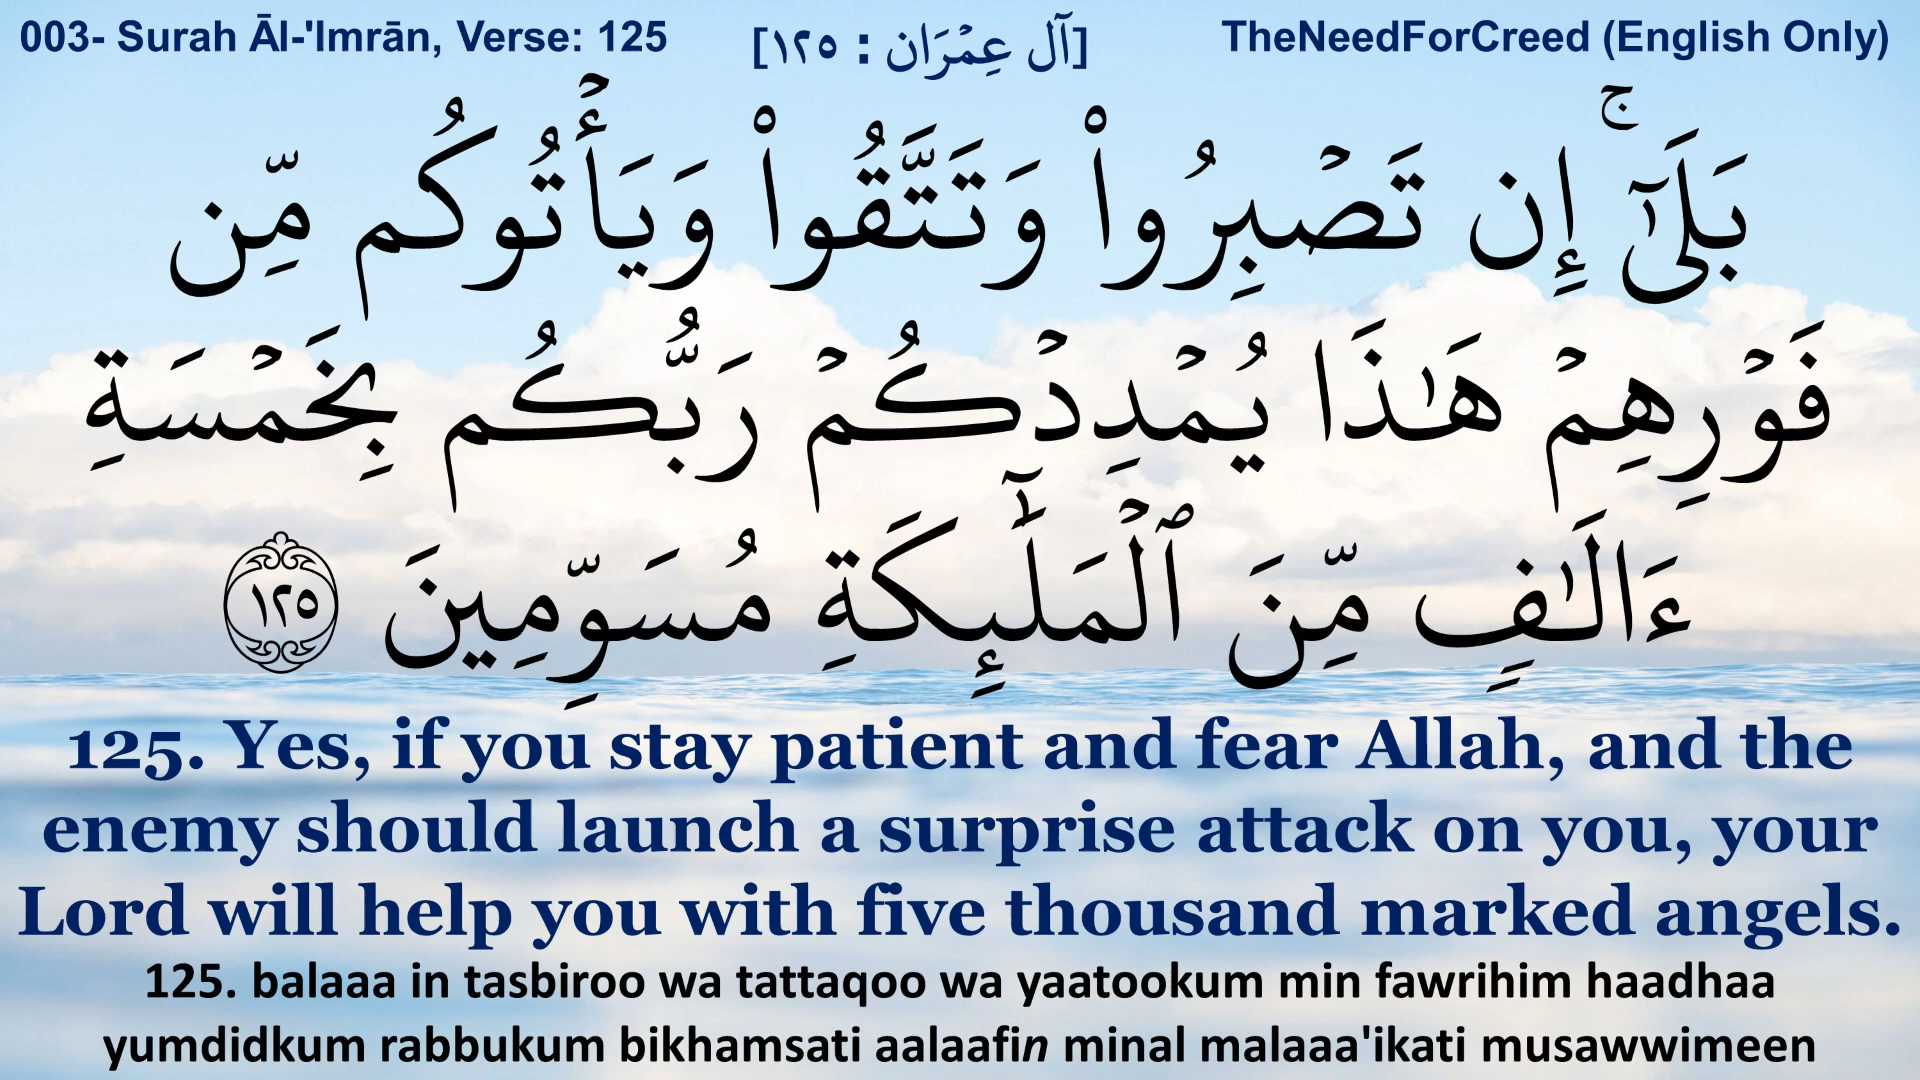 003- Surah Āl-'Imrān, Verse: 125
[آل عِمۡرَان : ١٢٥]
TheNeedForCreed (English Only)
بَلَىٰٓۚ إِن تَصۡبِرُواْ وَتَتَّقُواْ وَيَأۡتُوكُم مِّن
فَوۡرِهِمۡ هَٰذَا يُمۡدِدۡكُمۡ رَبُّكُم بِخَمۡسَةِ
ءَالَٰفٖ مِّنَ ٱلۡمَلَٰٓئِكَةِ مُسَوِّمِينَ ١٢٥
125. Yes, if you stay patient and fear Allah, and the
enemy should launch a surprise attack on you, your
Lord will help you with five thousand marked angels.
125. balaaa in tasbiroo wa tattaqoo wa yaatookum min fawrihim haadhaa
yumdidkum rabbukum bikhamsati aalaafin minal malaaa'ikati musawwimeen